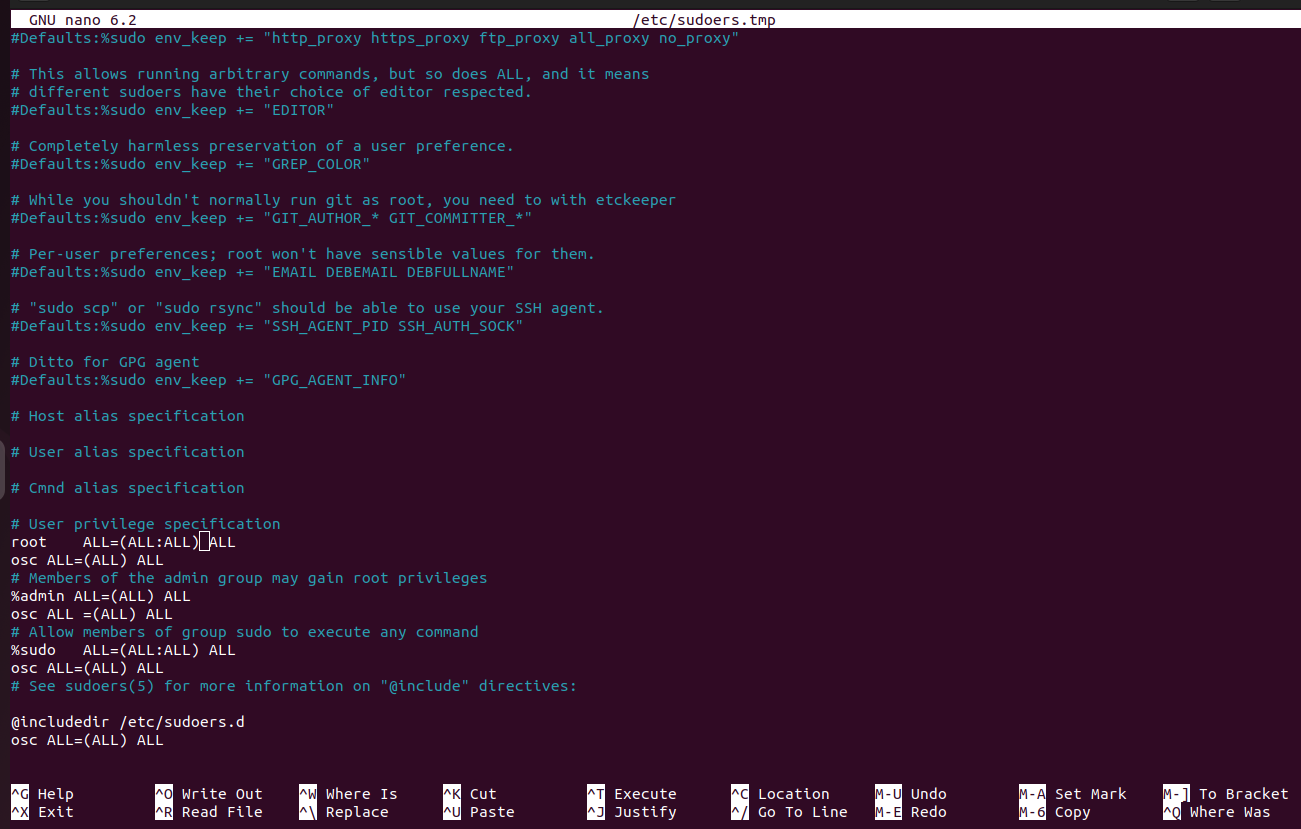 GNU nano 6.2 /etc/sudoers.tmp
#Defaults:%sudo env_keep += "http_proxy https_proxy ftp_proxy all_proxy no_proxy"
# This allows running arbitrary commands, but so does ALL, and it means
# different sudoers have their choice of editor respected.
#Defaults:%sudo env_keep += "EDITOR"
# Completely harmless preservation of a user preference.
#Defaults:%sudo env_keep += "GREP_COLOR"
# While you shouldn't normally run git as root, you need to with etckeeper
#Defaults:%sudo env_keep += "GIT_AUTHOR_* GIT_COMMITTER_*"
# Per-user preferences; root won't have sensible values for them.
#Defaults:%sudo env_keep += "EMAIL DEBEMAIL DEBFULLNAME"
# "sudo scp" or "sudo rsync" should be able to use your SSH agent.
#Defaults:%sudo env_keep += "SSH_AGENT_PID SSH_AUTH_SOCK"
# Ditto for GPG agent
#Defaults:%sudo env_keep += "GPG_AGENT_INFO"
# Host alias specification
# User alias specification
# Cmnd alias specification
# User privilege specification
root    ALL=(ALL:ALL) ALL
osc ALL=(ALL) ALL
# Members of the admin group may gain root privileges
%admin ALL=(ALL) ALL
osc ALL =(ALL) ALL
# Allow members of group sudo to execute any command
%sudo   ALL=(ALL:ALL) ALL
osc ALL=(ALL) ALL
# See sudoers(5) for more information on "@include" directives:
@includedir /etc/sudoers.d
osc ALL=(ALL) ALL
^G Help ^O Write Out ^W Where Is ^K Cut ^T Execute ^C Location M-U Undo M-A Set Mark M-] To Bracket
^X Exit ^R Read File ^\ Replace ^U Paste ^J Justify ^/ Go To Line M-E Redo M-6 Copy ^Q Where Was